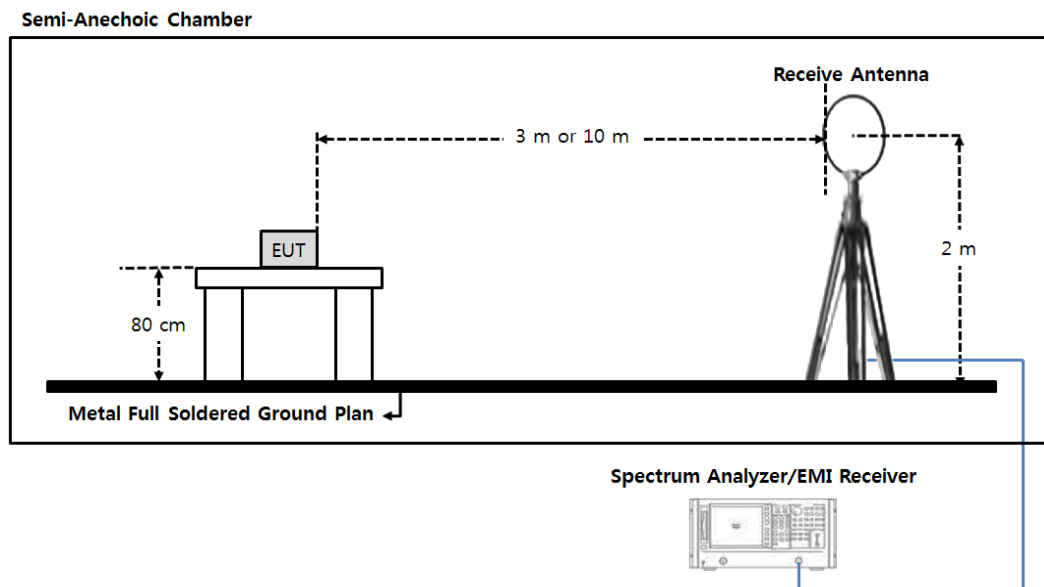 Semi-Anechoic Chamber
Receive Antenna
3 m or 10 m
EUT
2 m
80 cm
Metal Full Soldered Ground Plan
Spectrum Analyzer/EMI Receiver